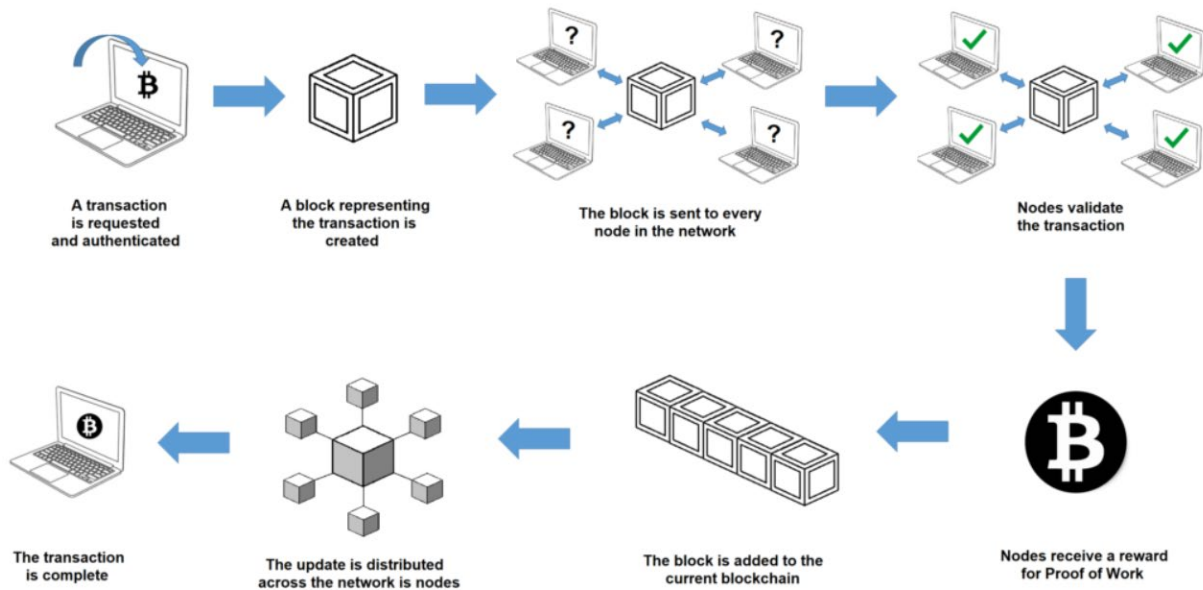 A transaction
is requested
and authenticated
A block representing
the transaction is
created
?
?
?
?
The block is sent to every
node in the network
Nodes validate
the transaction
Nodes receive a reward
for Proof of Work
The block is added to the
current blockchain
The update is distributed
across the network is nodes
The transaction
is complete